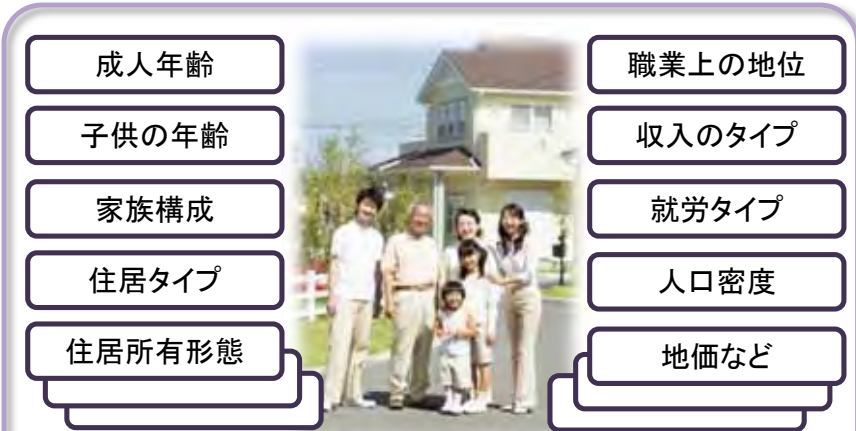 成人年齢
子供の年齢
家族構成
住居タイプ
住居所有形態
職業上の地位
収入のタイプ
就労タイプ
人口密度
地価など